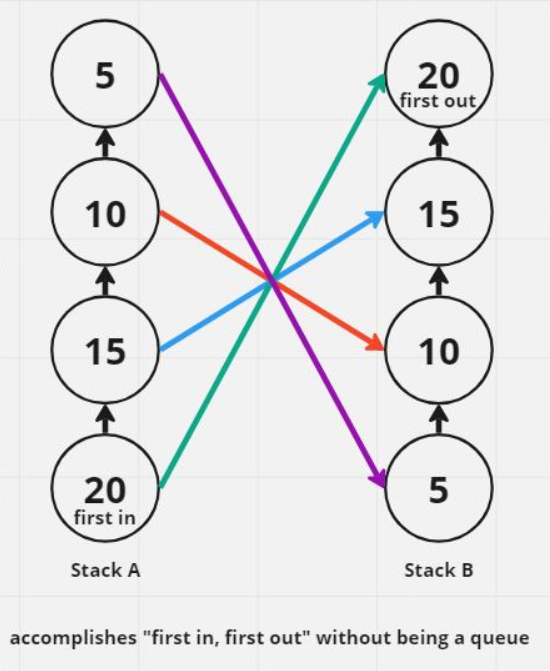 5
10
15
20
first in
Stack A
20
first out
15
10
5
Stack B
accomplishes "first in, first out" without being a queue